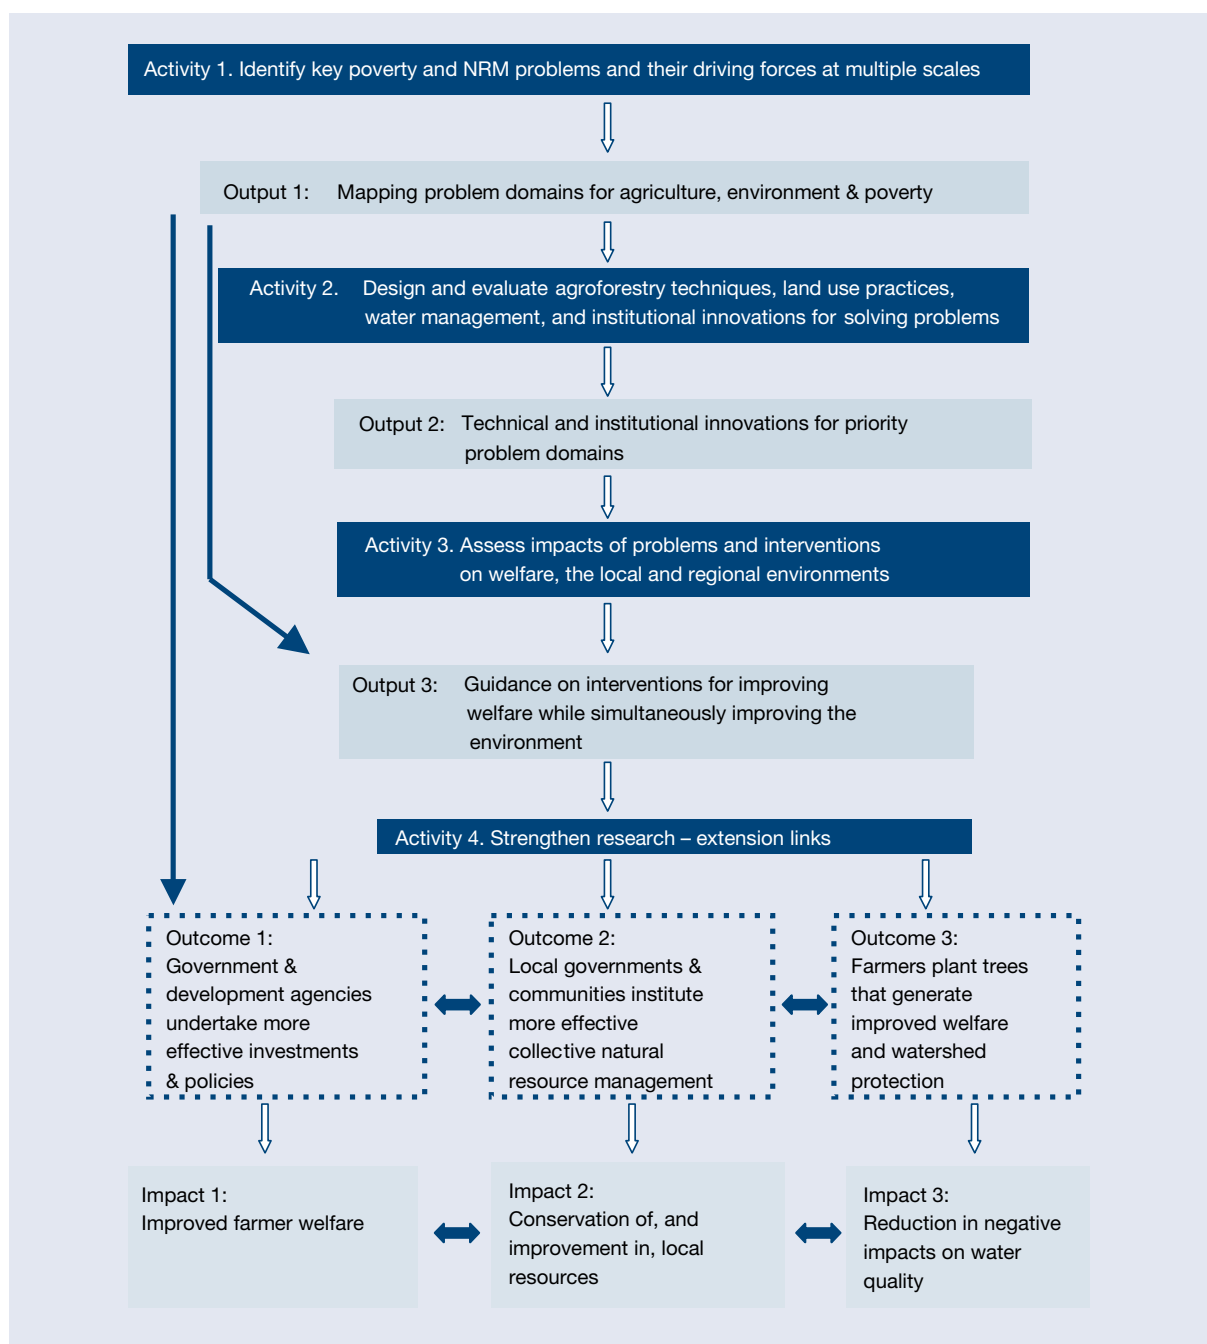 Activity 1. Identify key poverty and NRM problems and their driving forces at multiple scales
Output 1: Mapping problem domains for agriculture, environment & poverty
Activity 2. Design and evaluate agroforestry techniques, land use practices,
water management, and institutional innovations for solving problems
Output 2: Technical and institutional innovations for priority
problem domains
Activity 3. Assess impacts of problems and interventions
on welfare, the local and regional environments
Output 3: Guidance on interventions for improving
welfare while simultaneously improving the
environment
Activity 4. Strengthen research – extension links
Outcome 1:
Government &
development agencies
undertake more
effective investments
& policies
Outcome 2:
Local governments &
communities institute
more effective
collective natural
resource management
Outcome 3:
Farmers plant trees
that generate
improved welfare
and watershed
protection
Impact 1:
Improved farmer welfare
Impact 2:
Conservation of, and
improvement in, local
resources
Impact 3:
Reduction in negative
impacts on water
quality